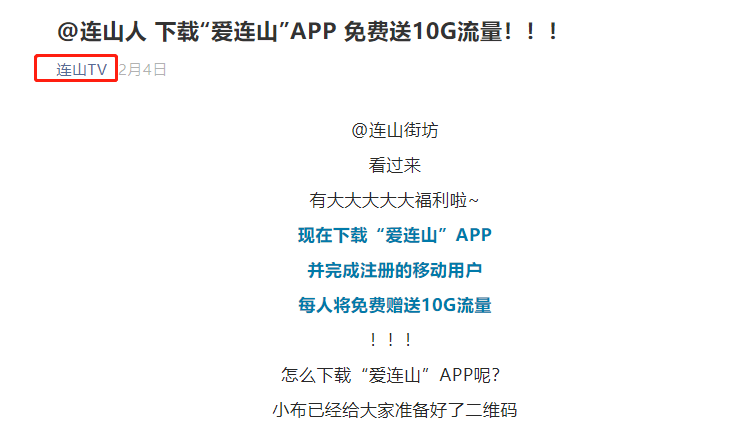 @连山人 下载“爱连山”APP 免费送10G流量！！！
连山TV 2月4日
@连山街坊
看过来
有大大大大大福利啦~
现在下载“爱连山”APP
并完成注册的移动用户
每人将免费赠送10G流量
！！！
怎么下载“爱连山”APP呢？
小布已经给大家准备好了二维码